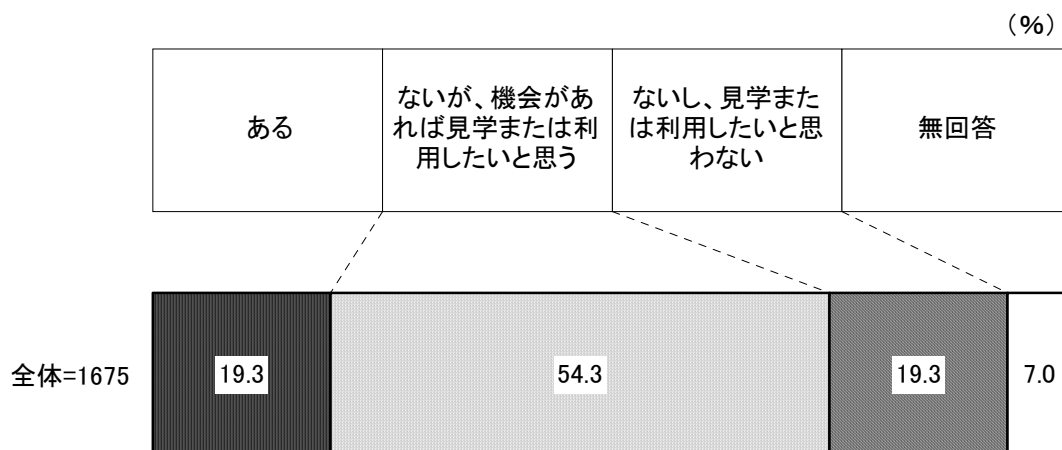 （%）
ある
ないが、機会があ
れば見学または利
用したいと思う
ないし、見学また
は利用したいと思
わない
無回答
全体=1675
19.3
54.3
19.3
7.0